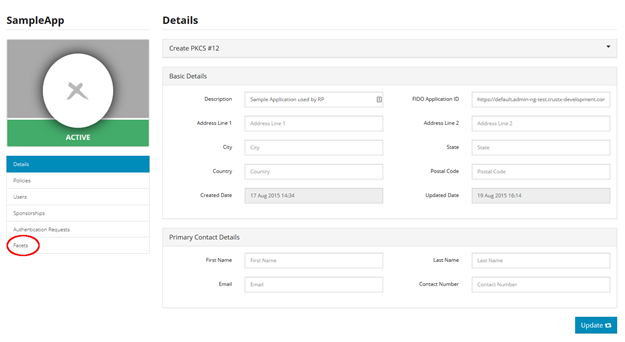 SampleApp
ACTIVE
Details
Policies
Users
Sponsorships
Authentication Requests
Facets
Details
Create PKCS #12
Basic Details
Description Sample Application used by RP FIDO Application ID https://default.admin-ng-test.trustx-development.con
Address Line 1 Address Line 1 Address Line 2 Address Line 2
City City State State
Country Country Postal Code Postal Code
Created Date 17 Aug 2015 14:34 Updated Date 19 Aug 2015 16:14
Primary Contact Details
First Name First Name Last Name Last Name
Email Email Contact Number Contact Number
Update